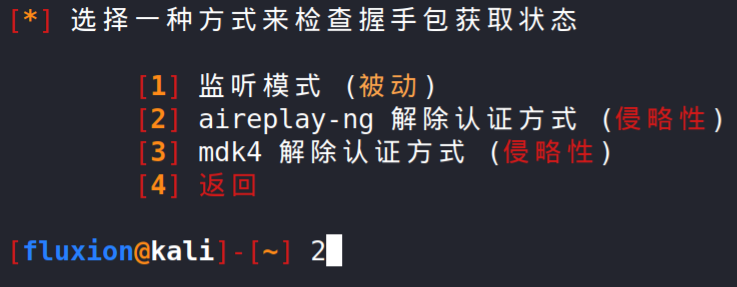 [*] 选择一种方式来检查握手包获取状态
[1] 监听模式 (被动)
[2] aireplay-ng 解除认证方式 (侵略性)
[3] mdk4 解除认证方式 (侵略性)
[4] 返回
[fluxion@kali]-[~] 2